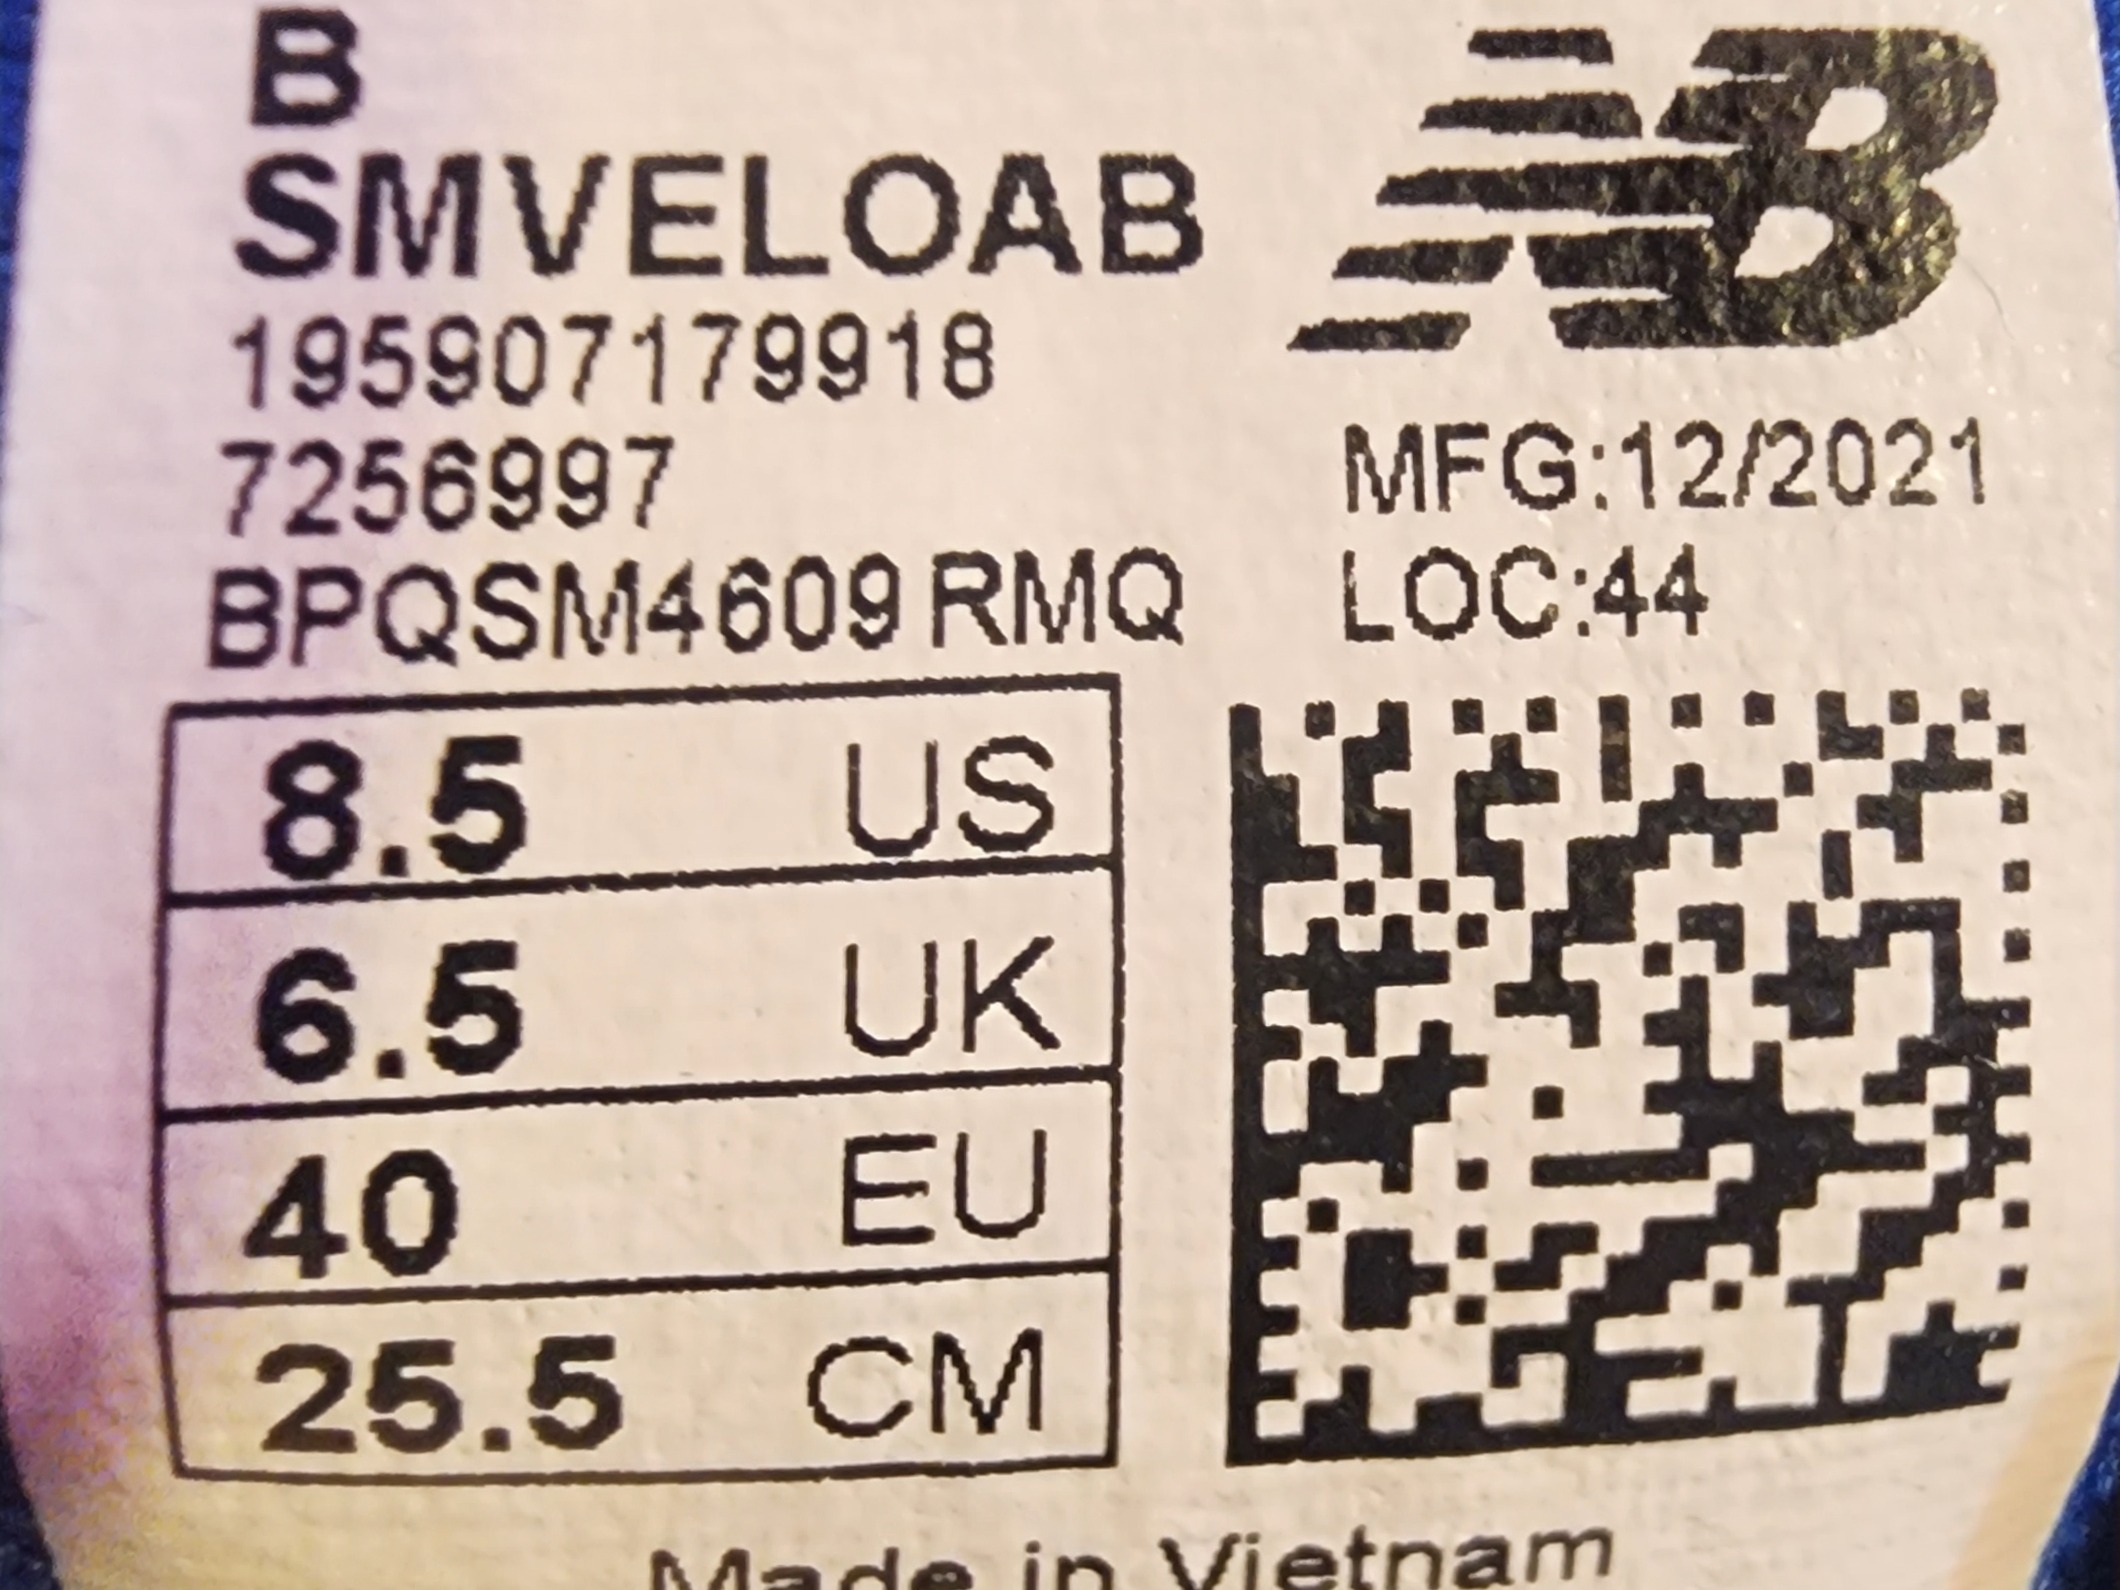 B
SMVELOAB
195907179918
7256997
BPQSM4609 RMQ
NB
MFG:12/2021
LOC:44
8.5 US
6.5 UK
40 EU
25.5 CM
Made in Vietnam